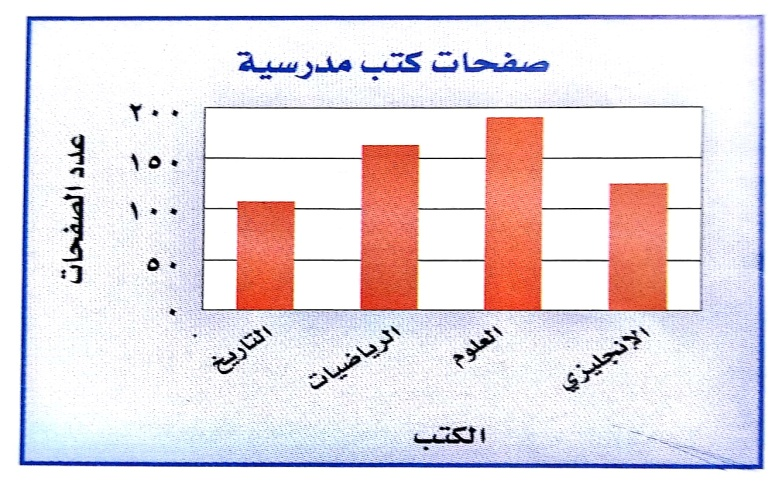 صفحات كتب مدرسية
عدد الصفحات
٢٠٠
١٥٠
١٠٠
٥٠
٠
التاريخ
الرياضيات
العلوم
الإنجليزي
الكتب